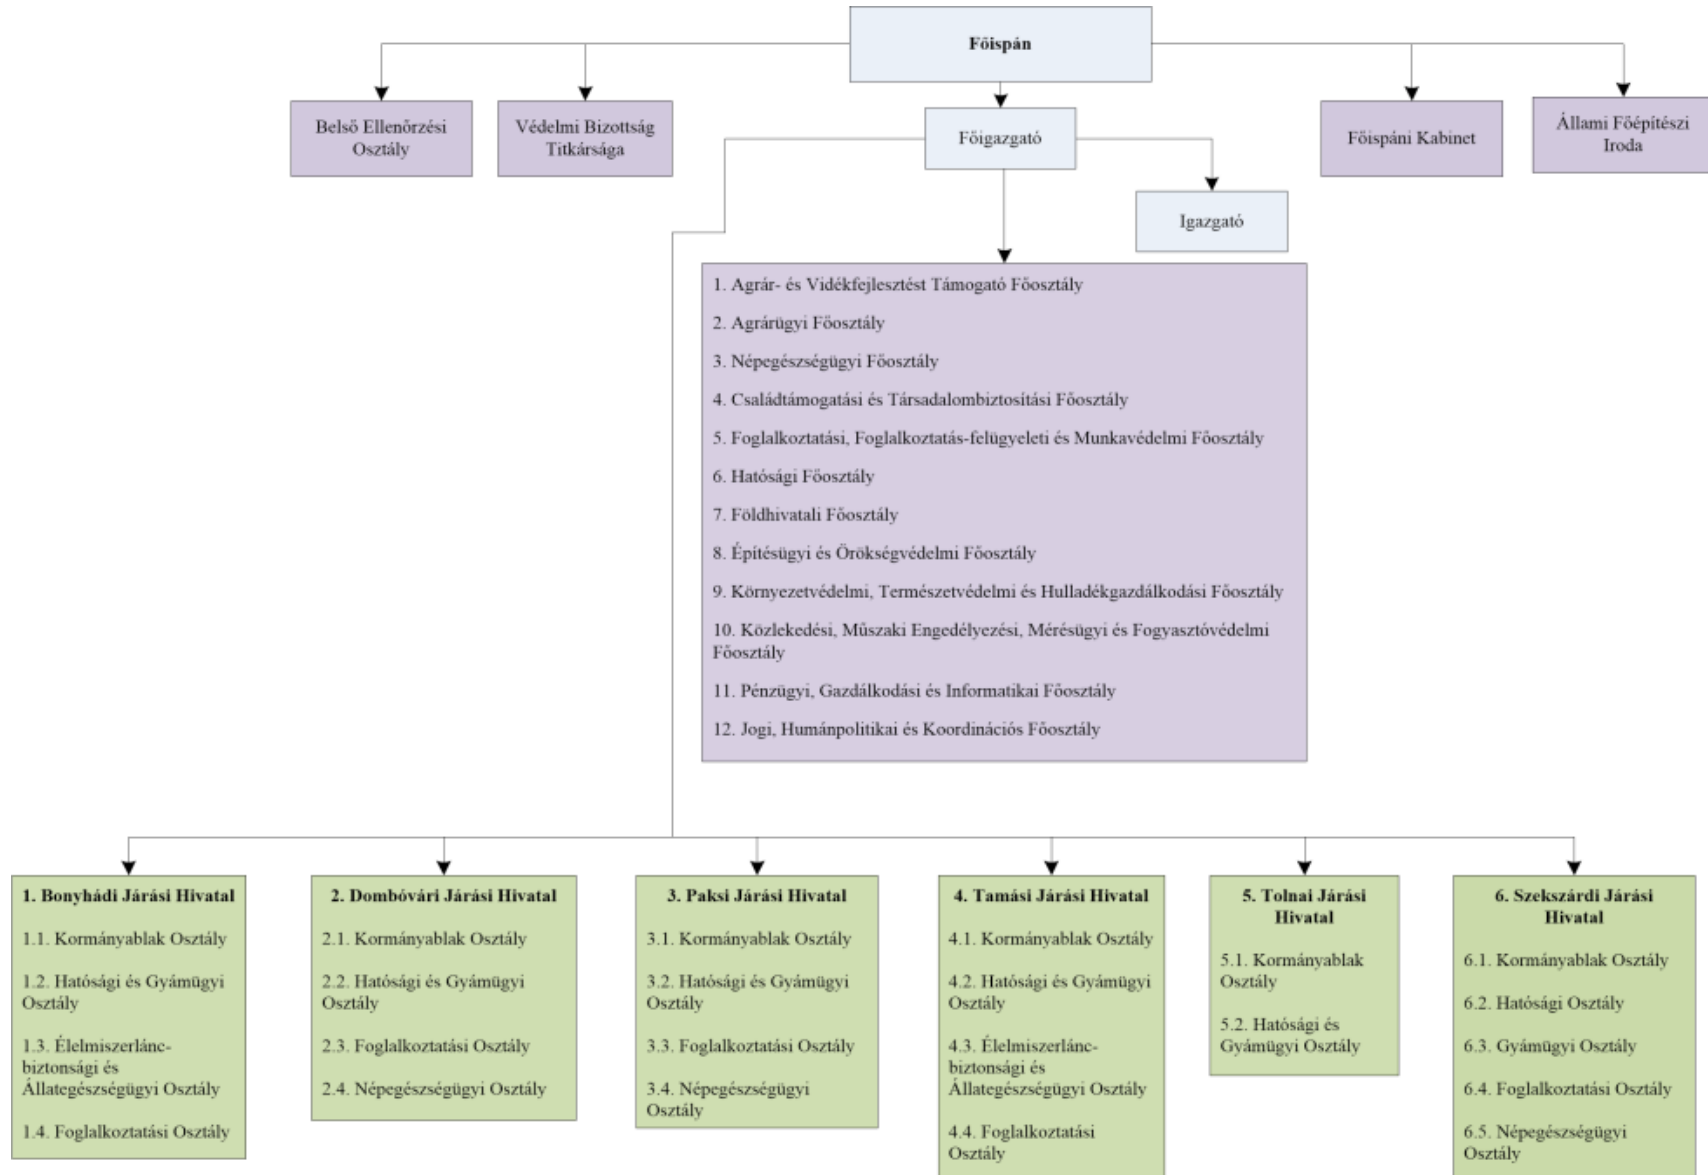 Főispán
Belső Ellenőrzési
Osztály
Védelmi Bizottság
Titkársága
Főigazgató
Főispáni Kabinet
Állami Főépítészi
Iroda
Igazgató
1. Agrár- és Vidékfejlesztést Támogató Főosztály
2. Agrárügyi Főosztály
3. Népegészségügyi Főosztály
4. Családtámogatási és Társadalombiztosítási Főosztály
5. Foglalkoztatási, Foglalkoztatás-felügyeleti és Munkavédelmi Főosztály
6. Hatósági Főosztály
7. Földhivatali Főosztály
8. Építésügyi és Örökségvédelmi Főosztály
9. Környezetvédelmi, Természetvédelmi és Hulladékgazdálkodási Főosztály
10. Közlekedési, Műszaki Engedélyezési, Mérésügyi és Fogyasztóvédelmi
Főosztály
11. Pénzügyi, Gazdálkodási és Informatikai Főosztály
12. Jogi, Humánpolitikai és Koordinációs Főosztály
1. Bonyhádi Járási Hivatal
1.1. Kormányablak Osztály
1.2. Hatósági és Gyámügyi
Osztály
1.3. Élelmiszerlánc-
biztonsági és
Állategészségügyi Osztály
1.4. Foglalkoztatási Osztály
2. Dombóvári Járási Hivatal
2.1. Kormányablak Osztály
2.2. Hatósági és Gyámügyi
Osztály
2.3. Foglalkoztatási Osztály
2.4. Népegészségügyi Osztály
3. Paksi Járási Hivatal
3.1. Kormányablak Osztály
3.2. Hatósági és Gyámügyi
Osztály
3.3. Foglalkoztatási Osztály
3.4. Népegészségügyi
Osztály
4. Tamási Járási Hivatal
4.1. Kormányablak Osztály
4.2. Hatósági és Gyámügyi
Osztály
4.3. Élelmiszerlánc-
biztonsági és
Állategészségügyi Osztály
4.4. Foglalkoztatási
Osztály
5. Tolnai Járási
Hivatal
5.1. Kormányablak
Osztály
5.2. Hatósági és
Gyámügyi Osztály
6. Szekszárdi Járási
Hivatal
6.1. Kormányablak Osztály
6.2. Hatósági Osztály
6.3. Gyámügyi Osztály
6.4. Foglalkoztatási Osztály
6.5. Népegészségügyi
Osztály